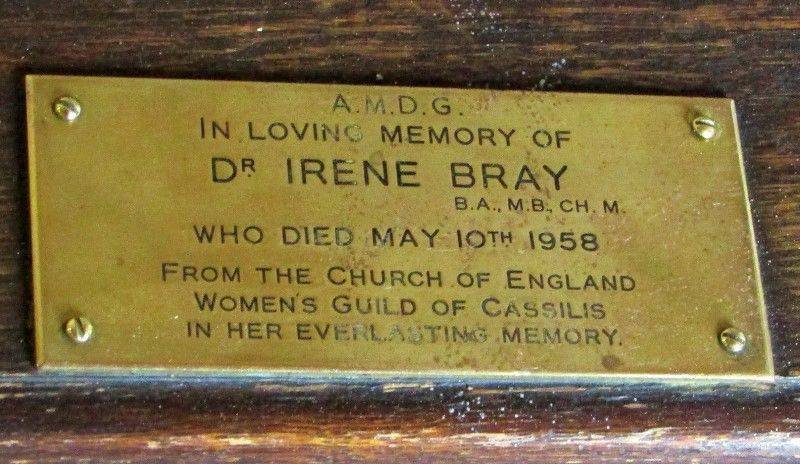 A.M.D.G.
IN LOVING MEMORY OF
DR IRENE BRAY
B.A., M.B., CH. M.
WHO DIED MAY 10TH 1958
FROM THE CHURCH OF ENGLAND
WOMEN'S GUILD OF CASSILIS
IN HER EVERLASTING MEMORY.